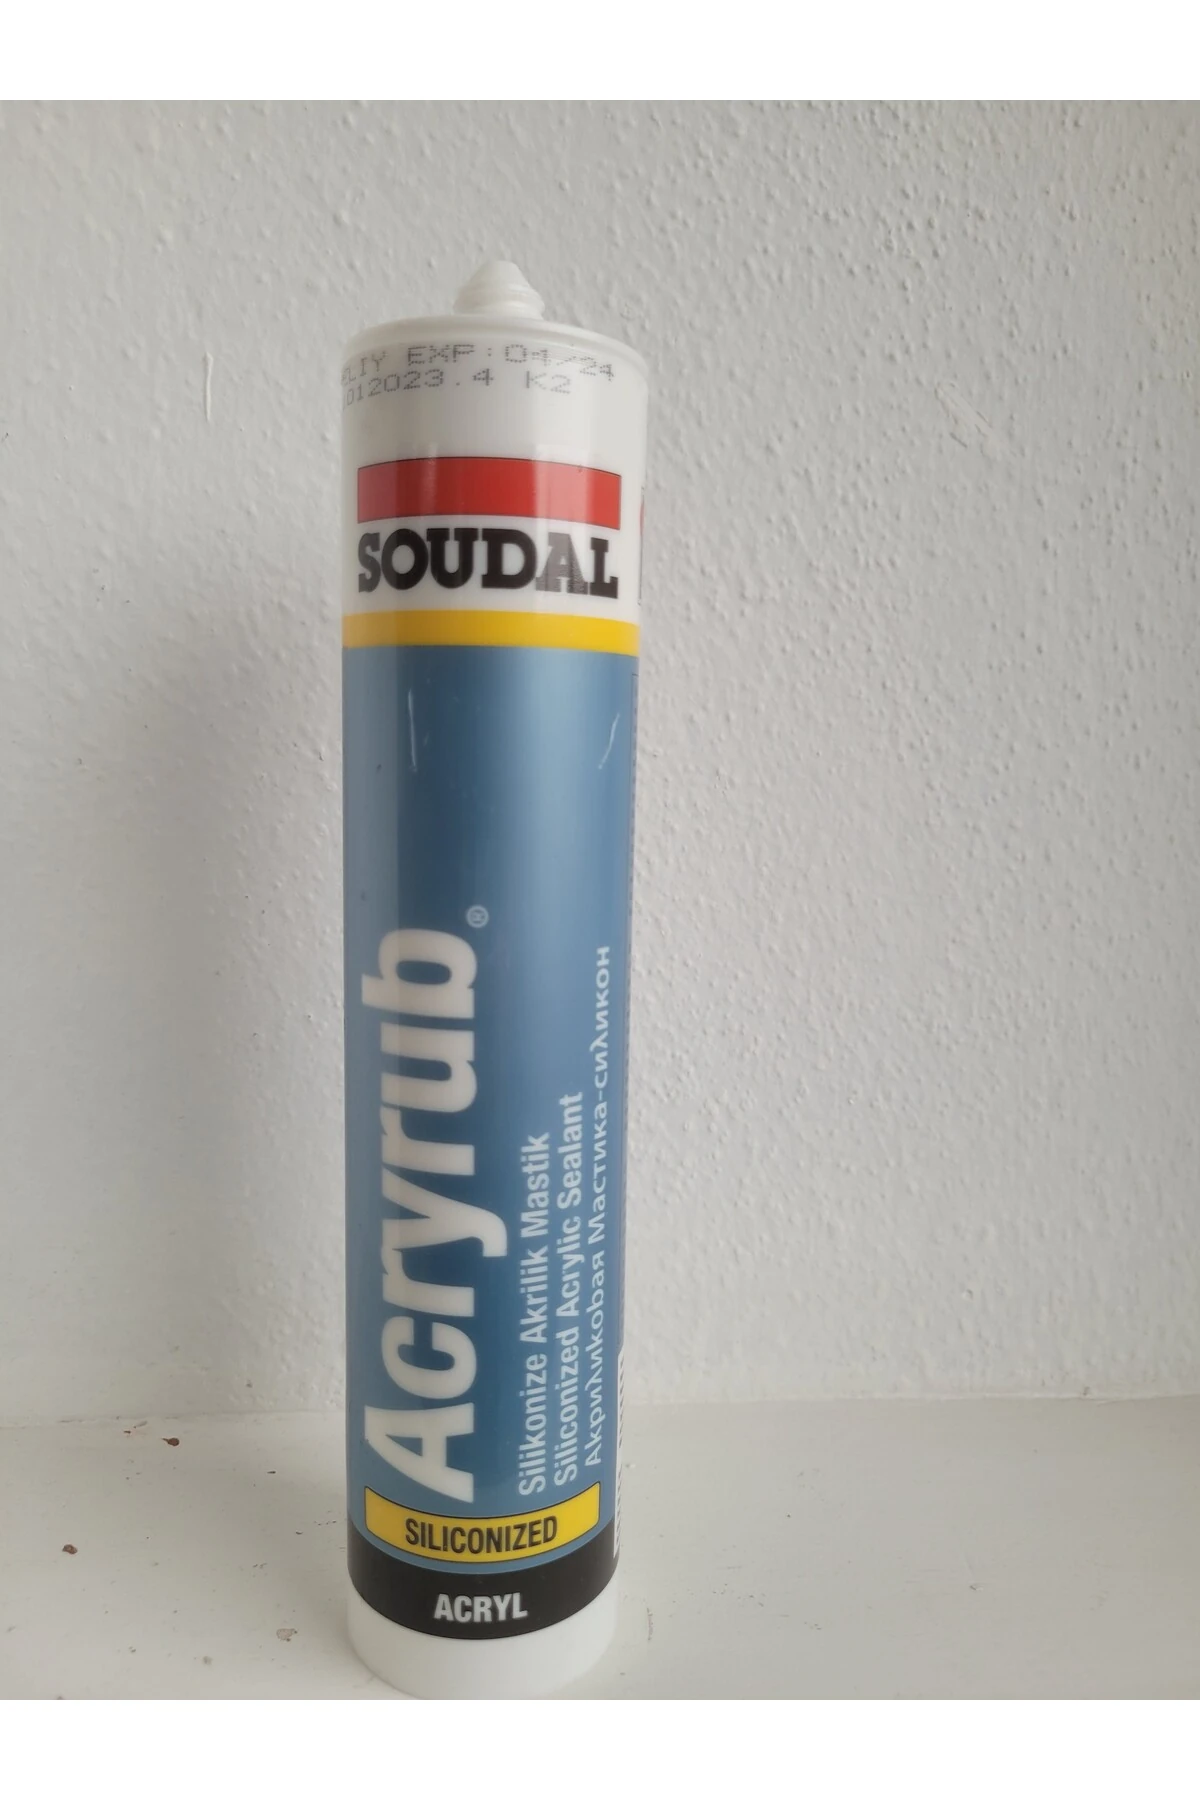 EXP: 04/24
012023.4 K2
SOUDAL
Acryrub®
Silikonize Akrilik Mastik
Siliconized Acrylic Sealant
Акриликовая Мастика-силикон
SILICONIZED
ACRYL